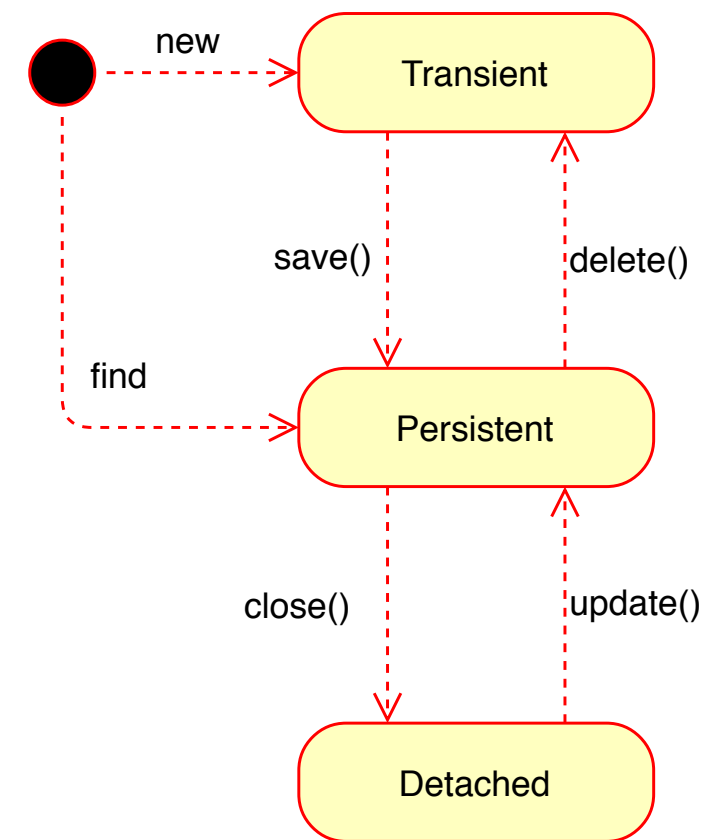 new
Transient
save()
delete()
find
Persistent
close()
update()
Detached